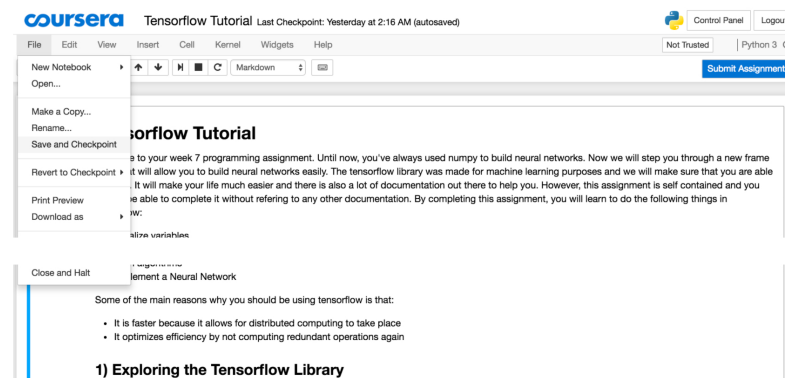 coursera Tensorflow Tutorial Last Checkpoint: Yesterday at 2:16 AM (autosaved) Control Panel Logout
File Edit View Insert Cell Kernel Widgets Help Not Trusted Python 3
New Notebook Markdown Submit Assignment
Open...
Make a Copy...
Rename...
Save and Checkpoint
Revert to Checkpoint
Print Preview
Download as
Close and Halt
sorflow Tutorial
e to your week 7 programming assignment. Until now, you've always used numpy to build neural networks. Now we will step you through a new frame
at will allow you to build neural networks easily. The tensorflow library was made for machine learning purposes and we will make sure that you are able
. It will make your life much easier and there is also a lot of documentation out there to help you. However, this assignment is self contained and you
be able to complete it without refering to any other documentation. By completing this assignment, you will learn to do the following things in
ow:
alize variables
algorithms
lement a Neural Network
Some of the main reasons why you should be using tensorflow is that:
• It is faster because it allows for distributed computing to take place
• It optimizes efficiency by not computing redundant operations again
1) Exploring the Tensorflow Library